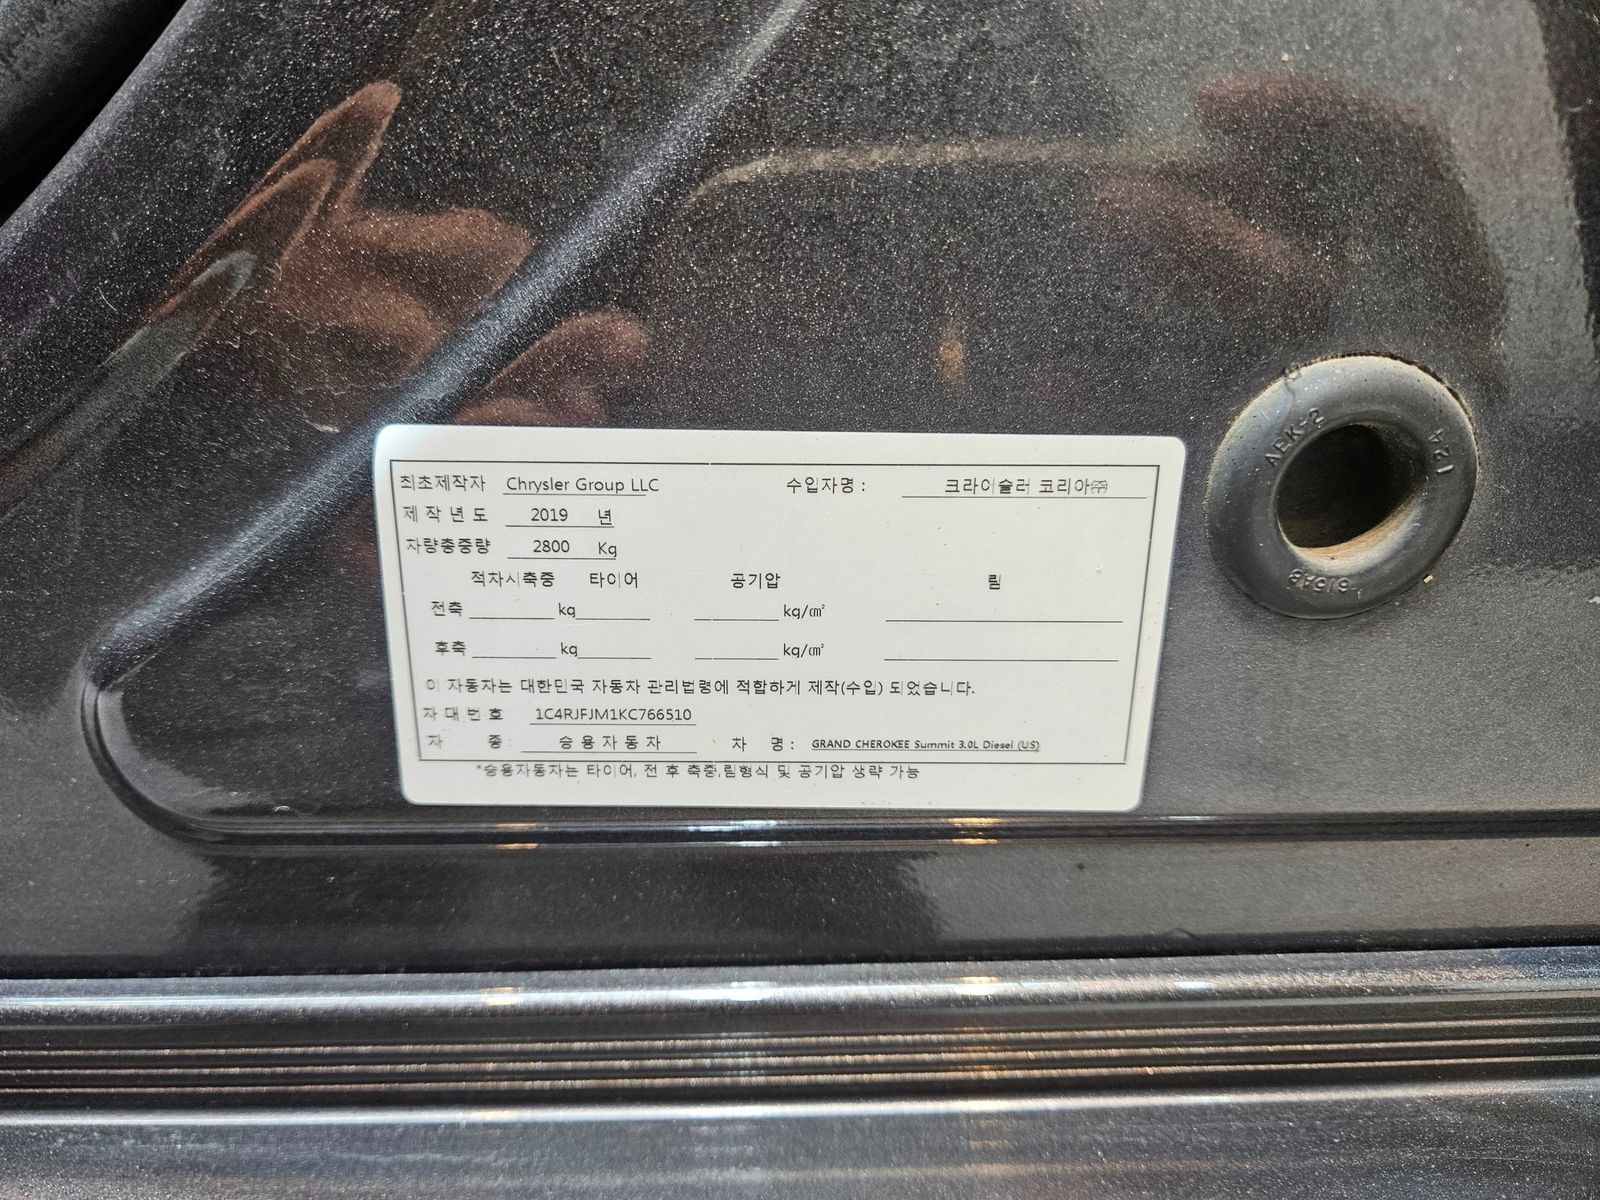 최초제작자 Chrysler Group LLC 수입자명 : 크라이슬러 코리아㈜
제 작 년 도 2019 년
차량총중량 2800 Kg
적차시축중 타이어 공기압 림
전축 kg kg/㎠
후축 kg kg/㎠
이 자동차는 대한민국 자동차 관리법령에 적합하게 제작(수입) 되었습니다.
차 대 번 호 1C4RJFJM1KC766510
차 종 : 승 용 자 동 차 차 명 : GRAND CHEROKEE Summit 3.0L Diesel (US)
*승용자동차는 타이어, 전 후 축중,림형식 및 공기압 생략 가능
AEK-2
124